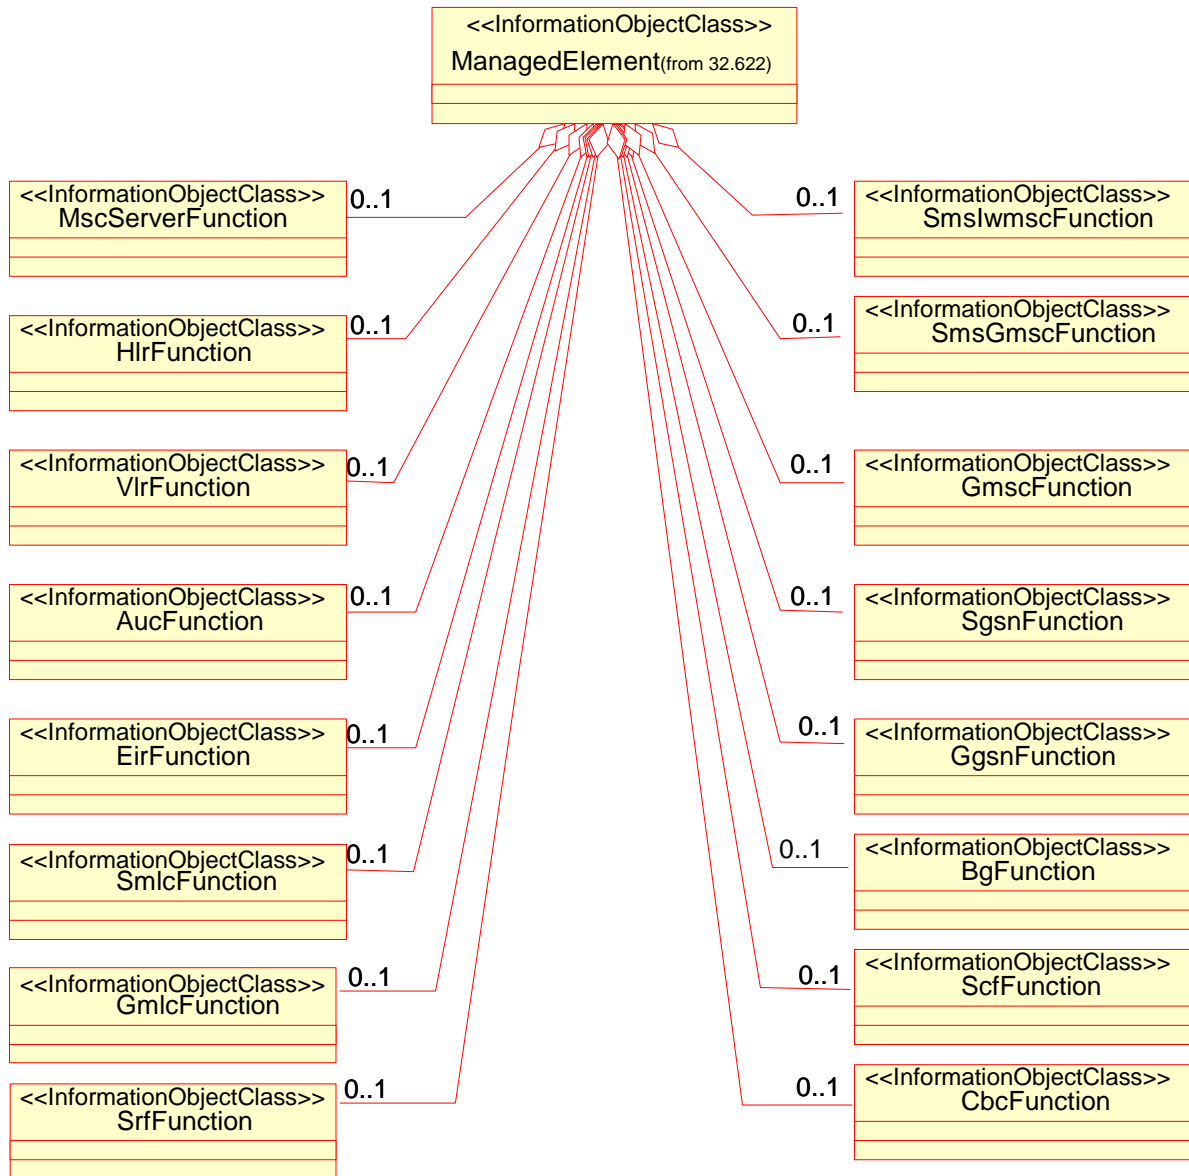 <<InformationObjectClass>>
ManagedElement(from 32.622)
<<InformationObjectClass>>
MscServerFunction
0..1
<<InformationObjectClass>>
HlrFunction
0..1
<<InformationObjectClass>>
VlrFunction
0..1
<<InformationObjectClass>>
AucFunction
0..1
<<InformationObjectClass>>
EirFunction
0..1
<<InformationObjectClass>>
SmlcFunction
0..1
<<InformationObjectClass>>
GmlcFunction
0..1
<<InformationObjectClass>>
SrfFunction
0..1
0..1
<<InformationObjectClass>>
SmsIwmscFunction
0..1
<<InformationObjectClass>>
SmsGmscFunction
0..1
<<InformationObjectClass>>
GmscFunction
0..1
<<InformationObjectClass>>
SgsnFunction
0..1
<<InformationObjectClass>>
GgsnFunction
0..1
<<InformationObjectClass>>
BgFunction
0..1
<<InformationObjectClass>>
ScfFunction
0..1
<<InformationObjectClass>>
CbcFunction